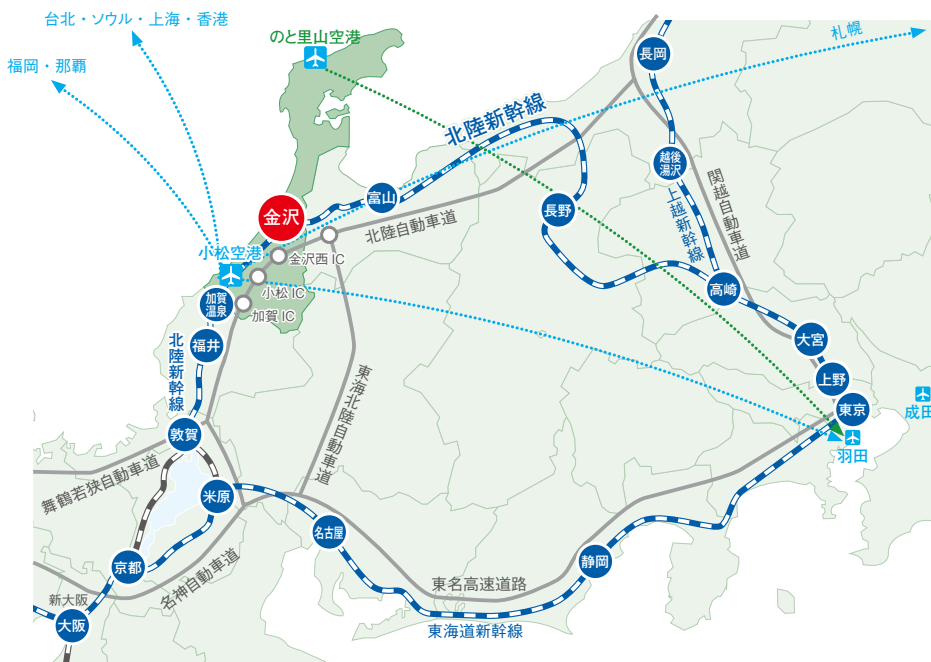 台北・ソウル・上海・香港
福岡・那覇
のと里山空港
札幌
長岡
北陸新幹線
越後
湯沢
上越新幹線
関越自動車道
富山
金沢
長野
北陸自動車道
小松空港
金沢西 IC
小松 IC
加賀 IC
加賀
温泉
高崎
福井
北陸新幹線
大宮
東海北陸自動車道
上野
東京
成田
羽田
敦賀
舞鶴若狭自動車道
米原
名古屋
京都
名神自動車道
静岡
東名高速道路
新大阪
大阪
東海道新幹線